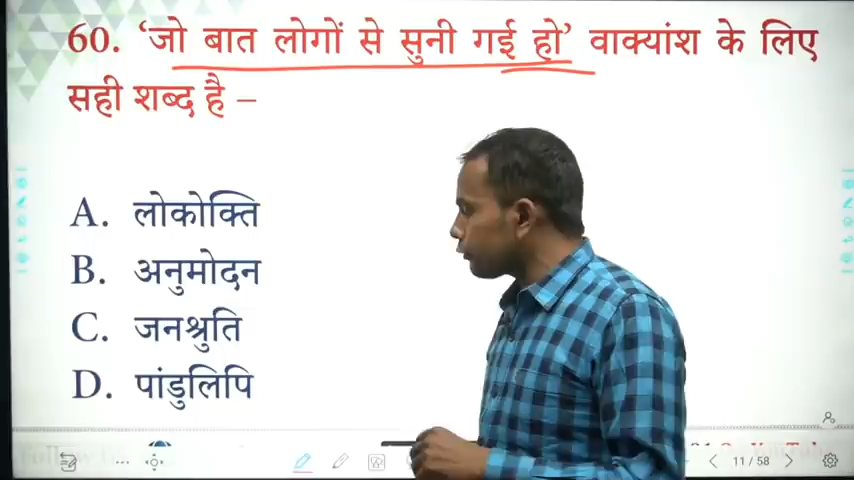 60. ‘जो बात लोगों से सुनी गई हो’ वाक्यांश के लिए
सही शब्द है –
A. लोकोक्ति
B. अनुमोदन
C. जनश्रुति
D. पांडुलिपि
11 / 58